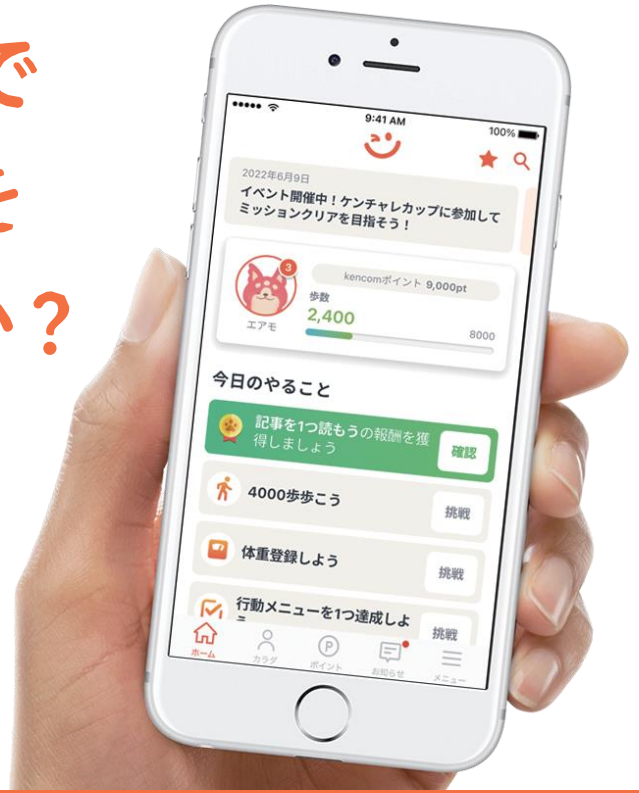 で
を
い?
9:41 AM
100%
2022年6月9日
イベント開催中！ケンチャレカップに参加して
ミッションクリアを目指そう！
3
kencomポイント 9,000pt
歩数
2,400
8000
エアモ
今日のやること
記事を1つ読もうの報酬を獲
得しましょう
確認
4000歩歩こう
挑戦
体重登録しよう
挑戦
行動メニューを1つ達成しよ
う
挑戦
ホーム
カラダ
P
ポイント
お知らせ
メニュー